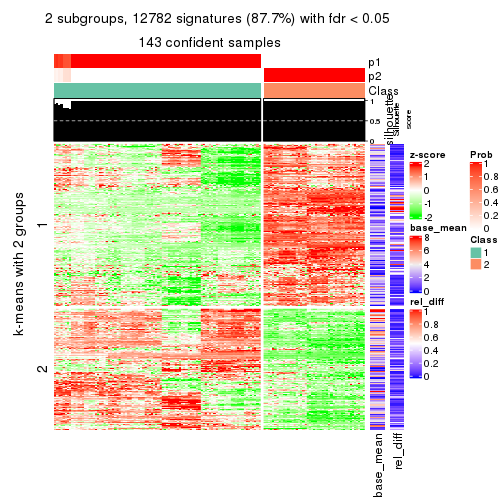 2 subgroups, 12782 signatures (87.7%) with fdr < 0.05
143 confident samples
p1
p2
Class
1
0.5
0
silhouette
Silhouette
score
k-means with 2 groups
1
2
base_mean
rel_diff
z-score
2
1
0
-1
-2
base_mean
8
6
4
2
0
rel_diff
1
0.8
0.6
0.4
0.2
0
Prob
1
0.8
0.6
0.4
0.2
0
Class
1
2